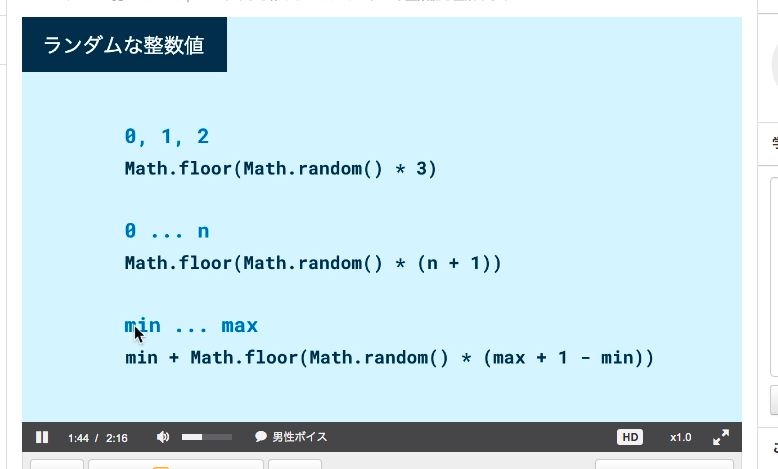 ランダムな整数値
0, 1, 2
Math.floor(Math.random() * 3)
0 ... n
Math.floor(Math.random() * (n + 1))
min ... max
min + Math.floor(Math.random() * (max + 1 - min))
1:44 / 2:16 男性ボイス HD x1.0